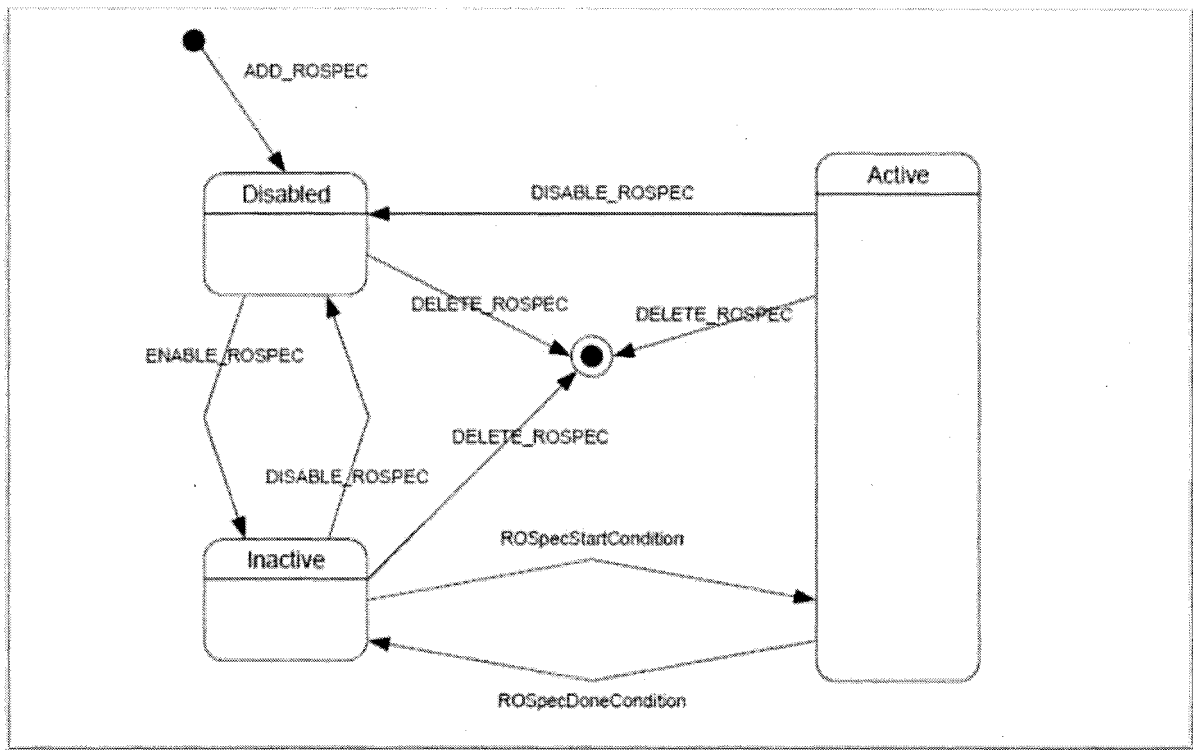 ADD_ROSPEC
Active
Disabled
DISABLE_ROSPEC
DELETE_ROSPEC
DELETE_ROSPEC
ENABLE_ROSPEC
DELETE_ROSPEC
DISABLE_ROSPEC
ROSpecStartCondition
Inactive
ROSpecDoneCondition